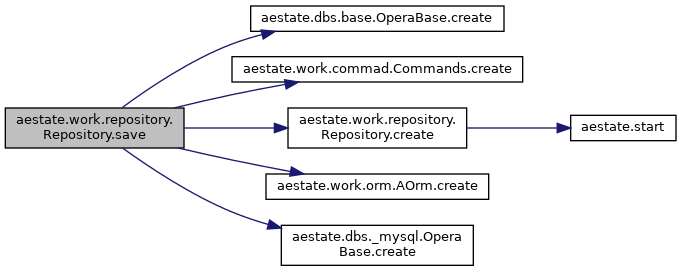 aestate.work.repository.
Repository.save
aestate.dbs.base.OperaBase.create
aestate.work.commad.Commands.create
aestate.work.repository.
Repository.create
aestate.start
aestate.work.orm.AOrm.create
aestate.dbs._mysql.Opera
Base.create